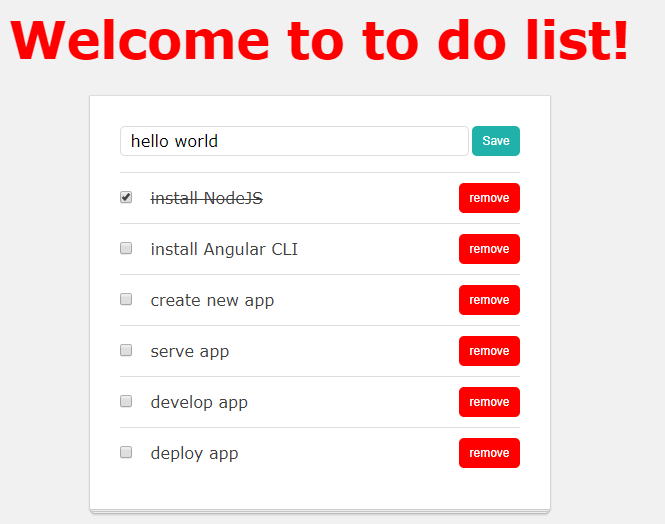 Welcome to to do list!
hello world Save
install NodeJS remove
install Angular CLI remove
create new app remove
serve app remove
develop app remove
deploy app remove